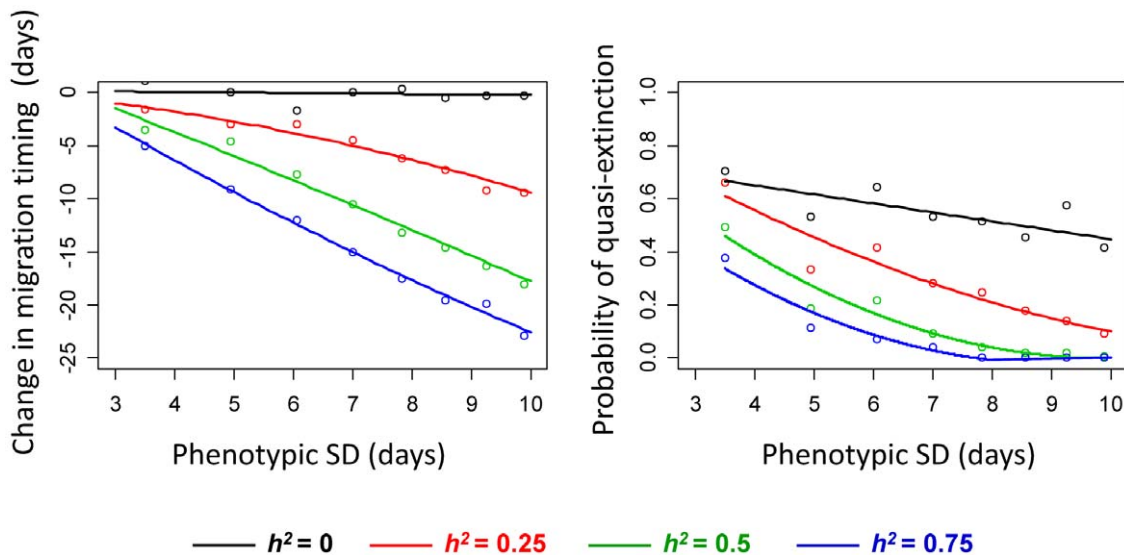 Change in migration timing (days)
0
-5
-10
-15
-20
-25
3 4 5 6 7 8 9 10
Phenotypic SD (days)
Probability of quasi-extinction
1.0
0.8
0.6
0.4
0.2
0.0
3 4 5 6 7 8 9 10
Phenotypic SD (days)
h² = 0 h² = 0.25 h² = 0.5 h² = 0.75